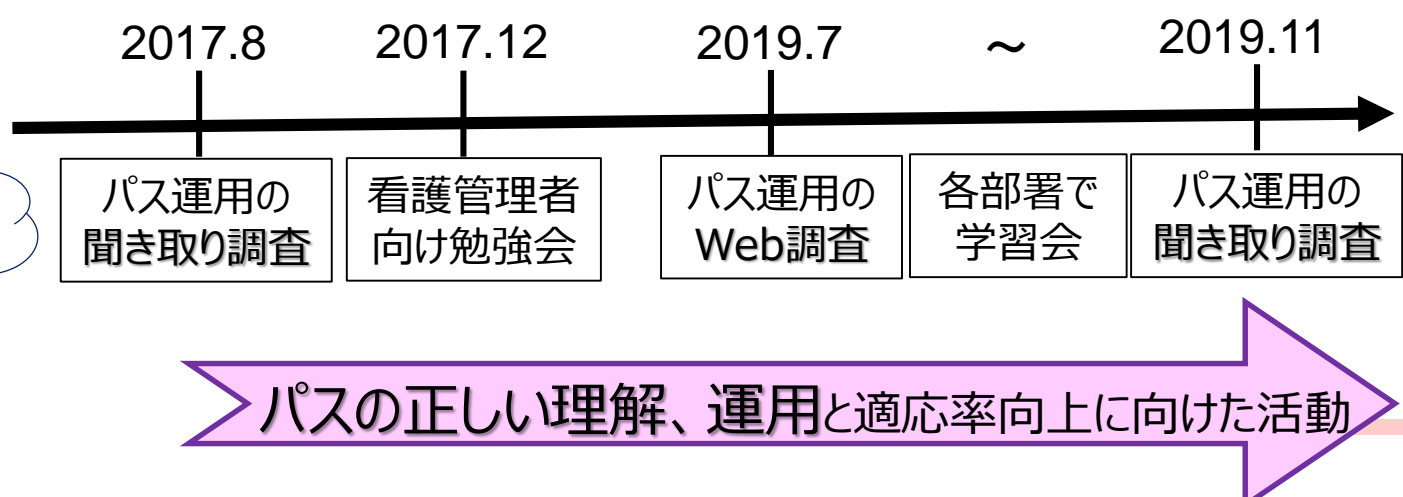 2017.8 2017.12 2019.7 ～ 2019.11
パス運用の
聞き取り調査
看護管理者
向け勉強会
パス運用の
Web調査
各部署で
学習会
パス運用の
聞き取り調査
パスの正しい理解、運用と適応率向上に向けた活動